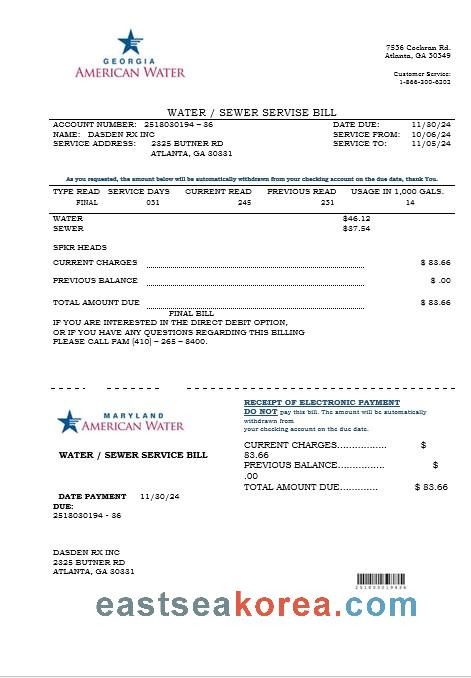 GEORGIA
AMERICAN WATER
7536 Cochran Rd.
Atlanta, GA 30349
Customer Service:
1-866-300-6202
WATER / SEWER SERVISE BILL
ACCOUNT NUMBER: 2518030194 – 36 DATE DUE: 11/30/24
NAME: DASDEN RX INC SERVICE FROM: 10/06/24
SERVICE ADDRESS: 2325 BUTNER RD SERVICE TO: 11/05/24
ATLANTA, GA 30331
As you requested, the amount below will be automatically withdrawn from your checking account on the due date, thank You.
TYPE READ SERVICE DAYS CURRENT READ PREVIOUS READ USAGE IN 1,000 GALS.
FINAL 031 245 231 14
WATER $46.12
SEWER $37.54
SPKR HEADS
CURRENT CHARGES $ 83.66
PREVIOUS BALANCE $ .00
TOTAL AMOUNT DUE $ 83.66
FINAL BILL
IF YOU ARE INTERESTED IN THE DIRECT DEBIT OPTION,
OR IF YOU HAVE ANY QUESTIONS REGARDING THIS BILLING
PLEASE CALL PAM (410) – 265 – 8400.
MARYLAND
AMERICAN WATER
WATER / SEWER SERVICE BILL
DATE PAYMENT 11/30/24
DUE:
2518030194 - 36
DASDEN RX INC
2325 BUTNER RD
ATLANTA, GA 30331
RECEIPT OF ELECTRONIC PAYMENT
DO NOT pay this bill. The amount will be automatically
withdrawn from
your checking account on the due date.
CURRENT CHARGES................. $
83.66
PREVIOUS BALANCE................ $
.00
TOTAL AMOUNT DUE............. $ 83.66
eastseakorea.com